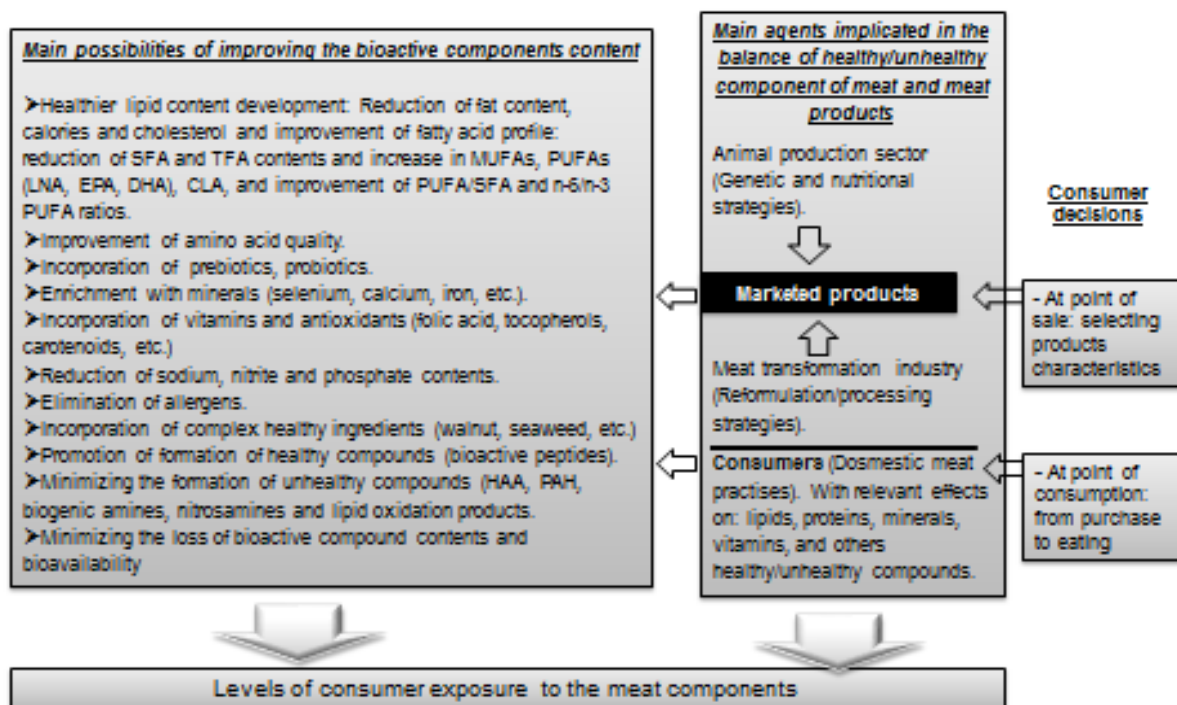 Main possibilities of improving the bioactive components content
➤Healthier lipid content development: Reduction of fat content,
calories and cholesterol and improvement of fatty acid profile:
reduction of SFA and TFA contents and increase in MUFAs, PUFAs
(LNA, EPA, DHA), CLA, and improvement of PUFA/SFA and n-6/n-3
PUFA ratios.
➤Improvement of amino acid quality.
➤Incorporation of prebiotics, probiotics.
➤Enrichment with minerals (selenium, calcium, iron, etc.).
➤Incorporation of vitamins and antioxidants (folic acid, tocopherols,
carotenoids, etc.)
➤Reduction of sodium, nitrite and phosphate contents.
➤Elimination of allergens.
➤Incorporation of complex healthy ingredients (walnut, seaweed, etc.)
➤Promotion of formation of healthy compounds (bioactive peptides).
➤Minimizing the formation of unhealthy compounds (HAA, PAH,
biogenic amines, nitrosamines and lipid oxidation products.
➤Minimizing the loss of bioactive compound contents and
bioavailability
Main agents implicated in the
balance of healthy/unhealthy
component of meat and meat
products
Animal production sector
(Genetic and nutritional
strategies).
Marketed products
Meat transformation industry
(Reformulation/processing
strategies).
Consumers (Dosmestic meat
practises). With relevant effects
on: lipids, proteins, minerals,
vitamins, and others
healthy/unhealthy compounds.
Consumer
decisions
- At point of
sale: selecting
products
characteristics
- At point of
consumption:
from purchase
to eating
Levels of consumer exposure to the meat components